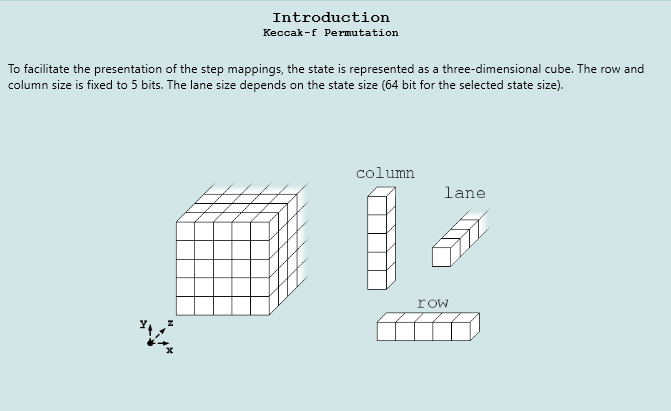 Introduction
Keccak-f Permutation
To facilitate the presentation of the step mappings, the state is represented as a three-dimensional cube. The row and
column size is fixed to 5 bits. The lane size depends on the state size (64 bit for the selected state size).
column
lane
row
Y
z
x